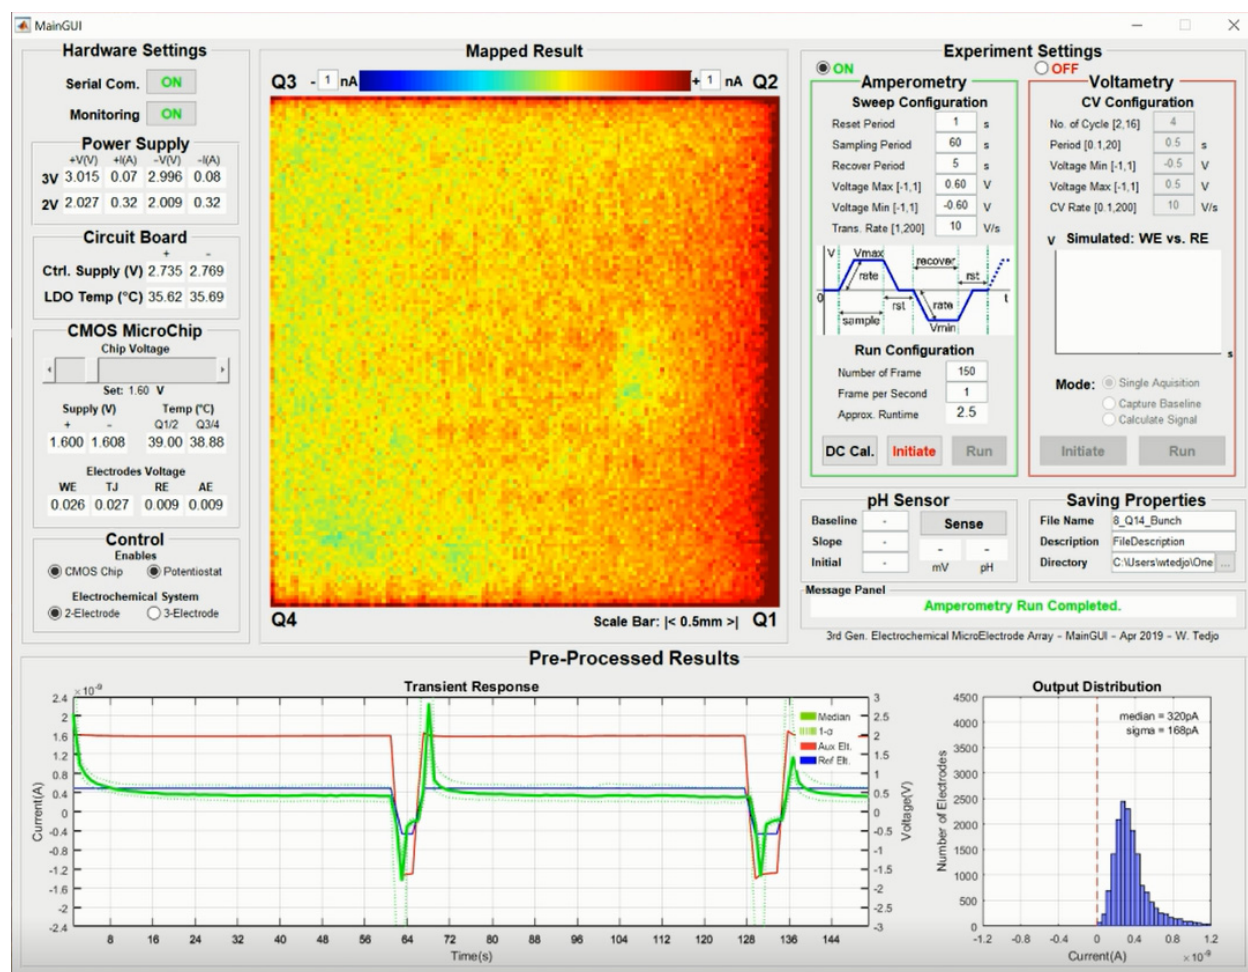 MainGUI
Hardware Settings
Serial Com. ON
Monitoring ON
Power Supply
+V(V) +I(A) −V(V) −I(A)
3V 3.015 0.07 2.996 0.08
2V 2.027 0.32 2.009 0.32
Circuit Board
+ -
Ctrl. Supply (V) 2.735 2.769
LDO Temp (°C) 35.62 35.69
CMOS MicroChip
Chip Voltage
Set: 1.60 V
Supply (V) Temp (°C)
+ - Q1/2 Q3/4
1.600 1.608 39.00 38.88
Electrodes Voltage
WE TJ RE AE
0.026 0.027 0.009 0.009
Control
Enables
CMOS Chip Potentiostat
Electrochemical System
2-Electrode 3-Electrode
Mapped Result
Q3 - 1 nA + 1 nA Q2
Q4 Scale Bar: |< 0.5mm >| Q1
Experiment Settings
ON OFF
Amperometry
Sweep Configuration
Reset Period 1 s
Sampling Period 60 s
Recover Period 5 s
Voltage Max [-1,1] 0.60 V
Voltage Min [-1,1] -0.60 V
Trans. Rate [1,200] 10 V/s
V Vmax recover
rate rst
0 t
rst rate
sample Vmin
Run Configuration
Number of Frame 150
Frame per Second 1
Approx. Runtime 2.5
DC Cal. Initiate Run
Voltametry
CV Configuration
No. of Cycle [2,16] 4
Period [0.1,20] 0.5 s
Voltage Min [-1,1] -0.5 V
Voltage Max [-1,1] 0.5 V
CV Rate [0.1,200] 10 V/s
V Simulated: WE vs. RE
s
Mode: Single Aquisition
Capture Baseline
Calculate Signal
Initiate Run
pH Sensor
Baseline - Sense
Slope - - -
Initial - mV pH
Saving Properties
File Name 8_Q14_Bunch
Description FileDescription
Directory C:\Users\wtedjo\One ...
Message Panel
Amperometry Run Completed.
3rd Gen. Electrochemical MicroElectrode Array – MainGUI – Apr 2019 – W. Tedjo
Pre-Processed Results
Transient Response
×10⁻⁹
Current(A)
2.4
2
1.6
1.2
0.8
0.4
0
-0.4
-0.8
-1.2
-1.6
-2
-2.4
8 16 24 32 40 48 56 64 72 80 88 96 104 112 120 128 136 144
Time(s)
Median
1-σ
Aux Elt.
Ref Elt.
3
2.5
2
1.5
1
0.5
0
-0.5
-1
-1.5
-2
-2.5
-3
Voltage(V)
Output Distribution
median = 320pA
sigma = 168pA
Number of Electrodes
4500
4000
3500
3000
2500
2000
1500
1000
500
0
-1.2 -0.8 -0.4 0 0.4 0.8 1.2
Current(A) ×10⁻⁹